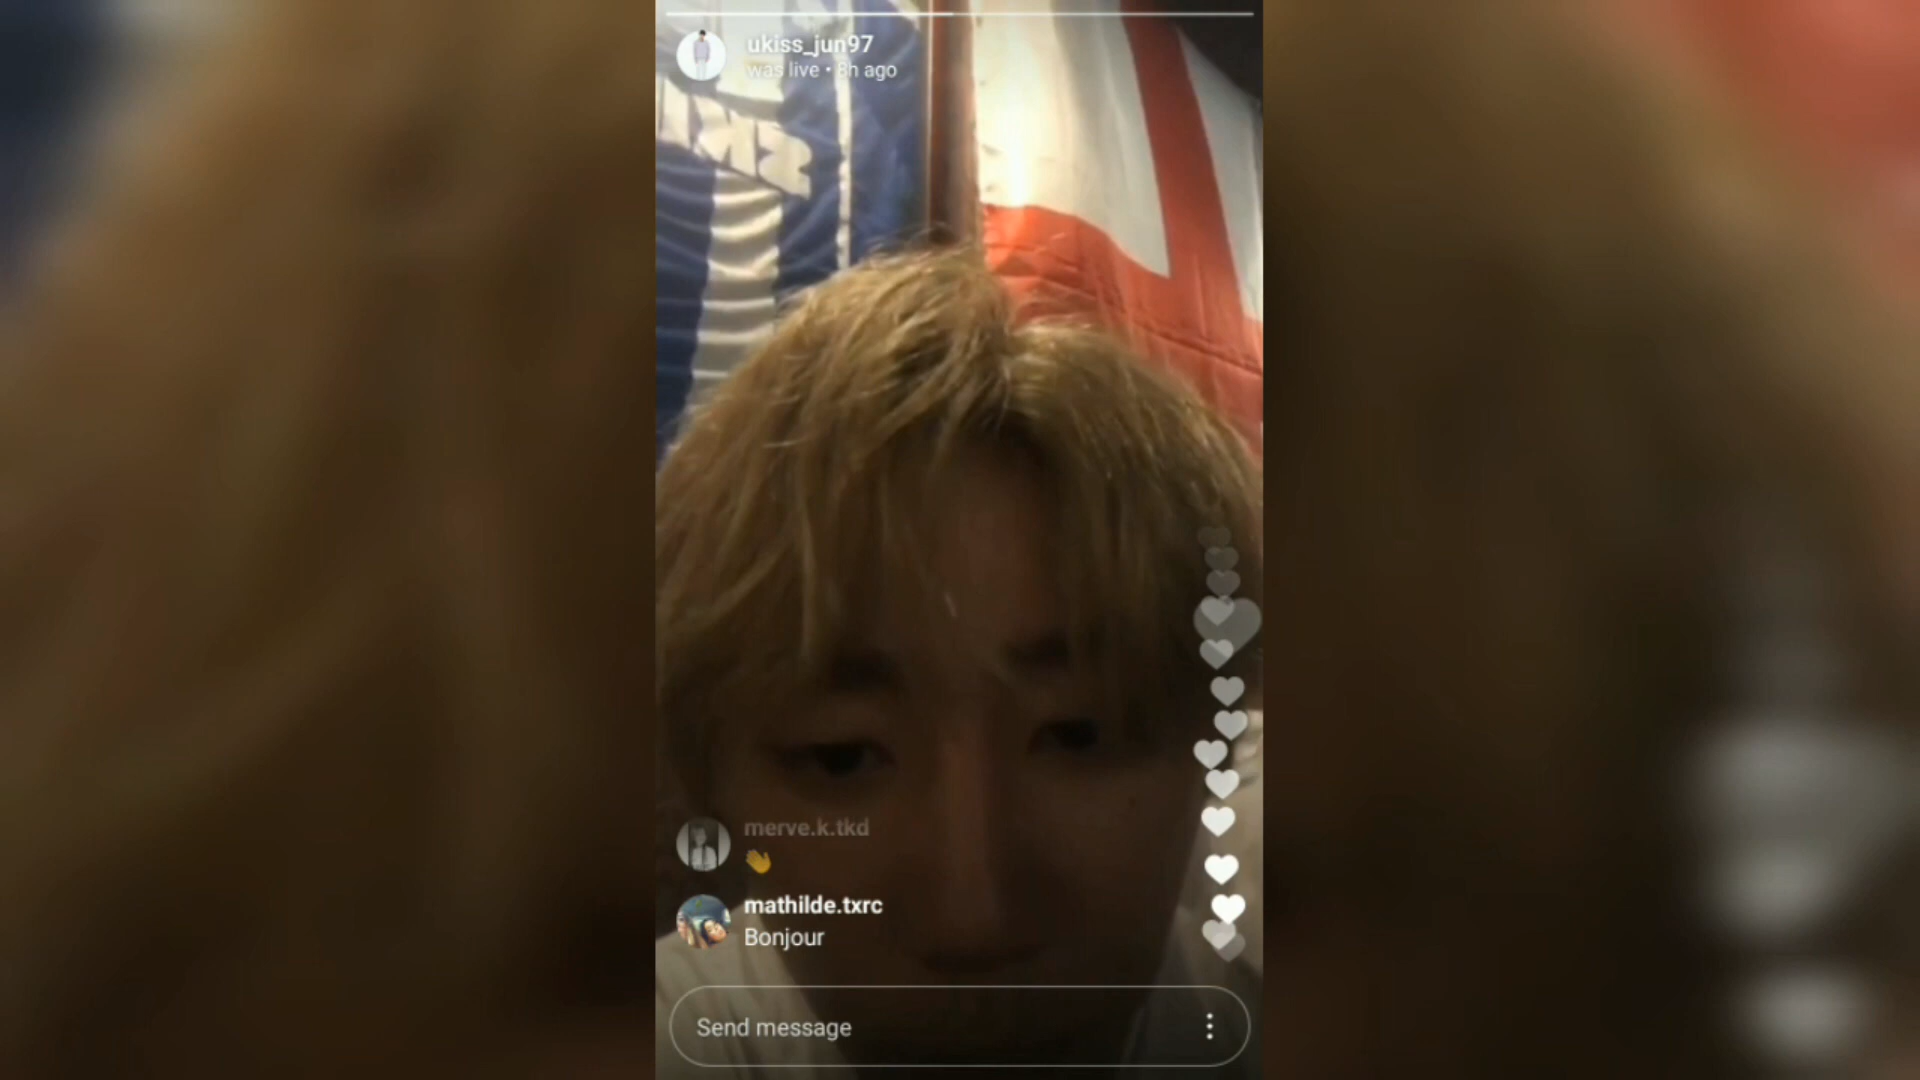 ukiss_jun97
was live • 8h ago
merve.k.tkd
👋
mathilde.txrc
Bonjour
Send message